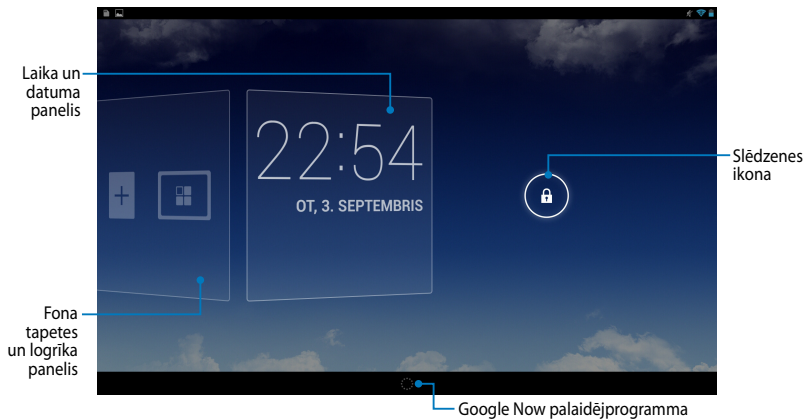 Laika un
datuma
panelis
22:54
OT, 3. SEPTEMBRIS
Slēdzenes
ikona
Fona
tapetes
un logrīka
panelis
Google Now palaidējprogramma